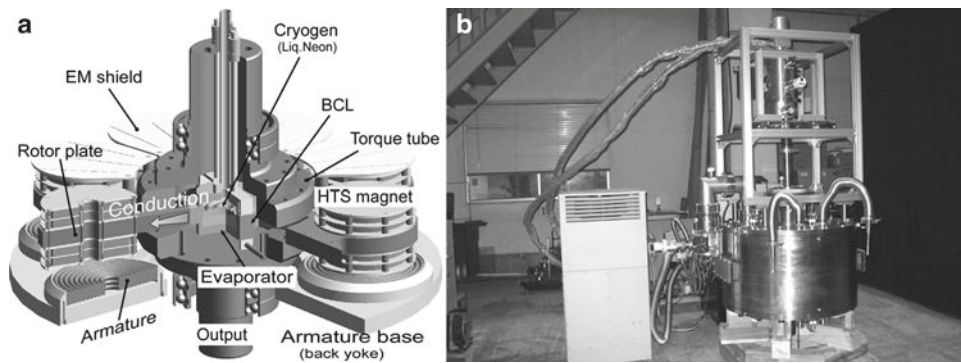 a
Cryogen
(Liq.Neon)
EM shield
BCL
Torque tube
Rotor plate
Conduction
HTS magnet
Evaporator
Armature
Output
Armature base
(back yoke)
b